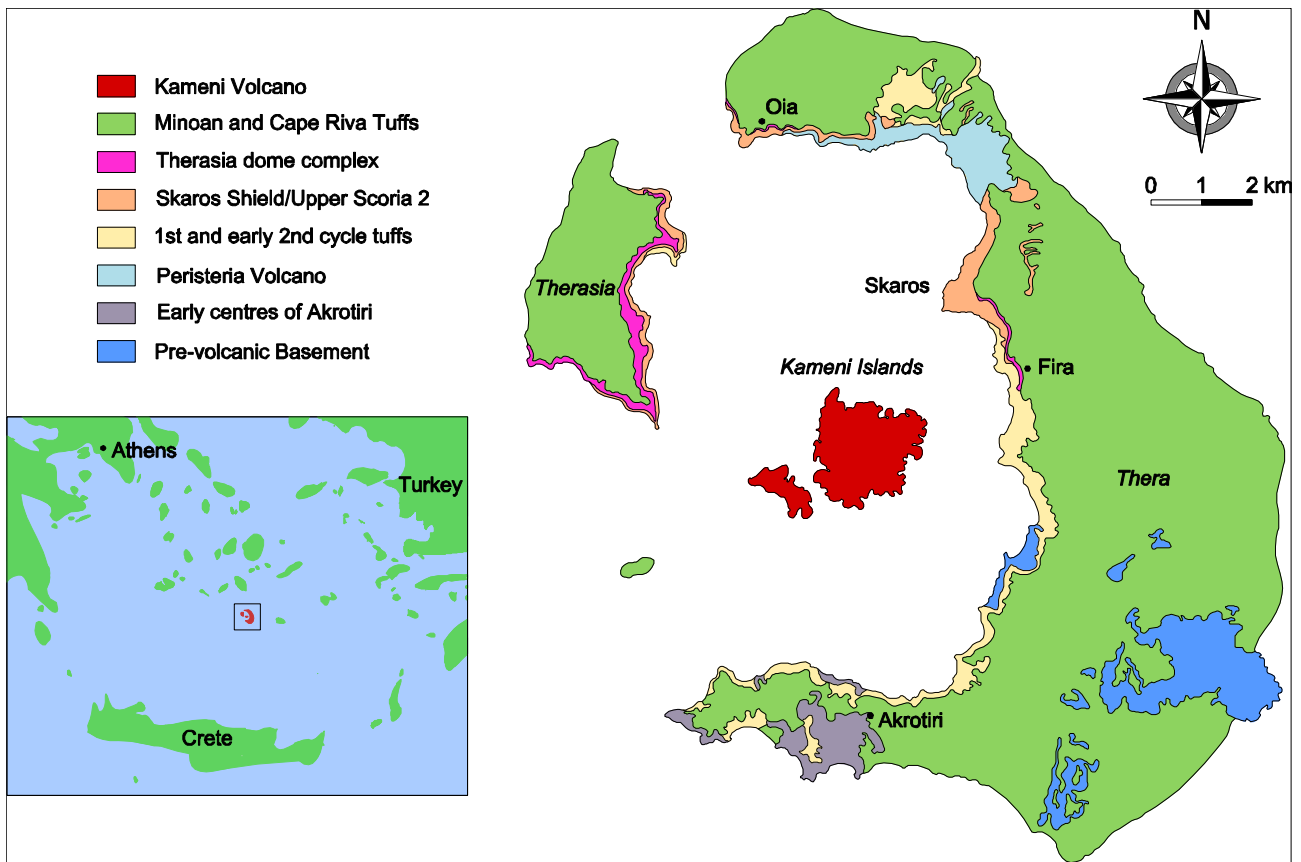 Kameni Volcano
Minoan and Cape Riva Tuffs
Therasia dome complex
Skaros Shield/Upper Scoria 2
1st and early 2nd cycle tuffs
Peristeria Volcano
Early centres of Akrotiri
Pre-volcanic Basement
N
0 1 2 km
Oia
Therasia
Skaros
Kameni Islands
Fira
Thera
Akrotiri
Athens
Turkey
Crete